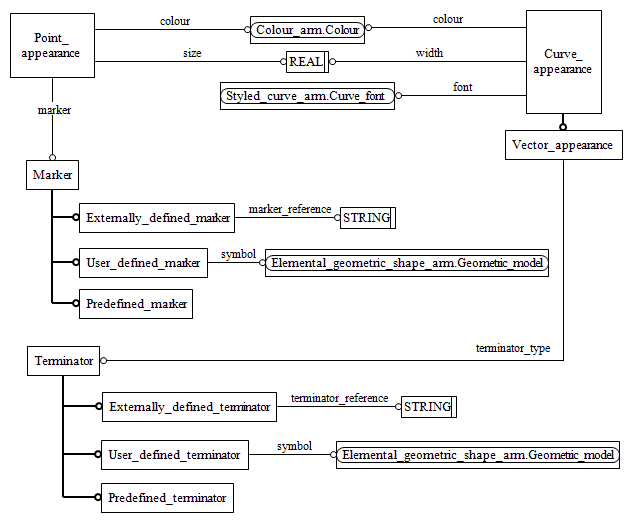 Point_
appearance
colour
Colour_arm.Colour
colour
Curve_
appearance
size
REAL
width
Styled_curve_arm.Curve_font
font
marker
Vector_appearance
Marker
Externally_defined_marker
marker_reference
STRING
User_defined_marker
symbol
Elemental_geometric_shape_arm.Geometric_model
Predefined_marker
terminator_type
Terminator
Externally_defined_terminator
terminator_reference
STRING
User_defined_terminator
symbol
Elemental_geometric_shape_arm.Geometric_model
Predefined_terminator